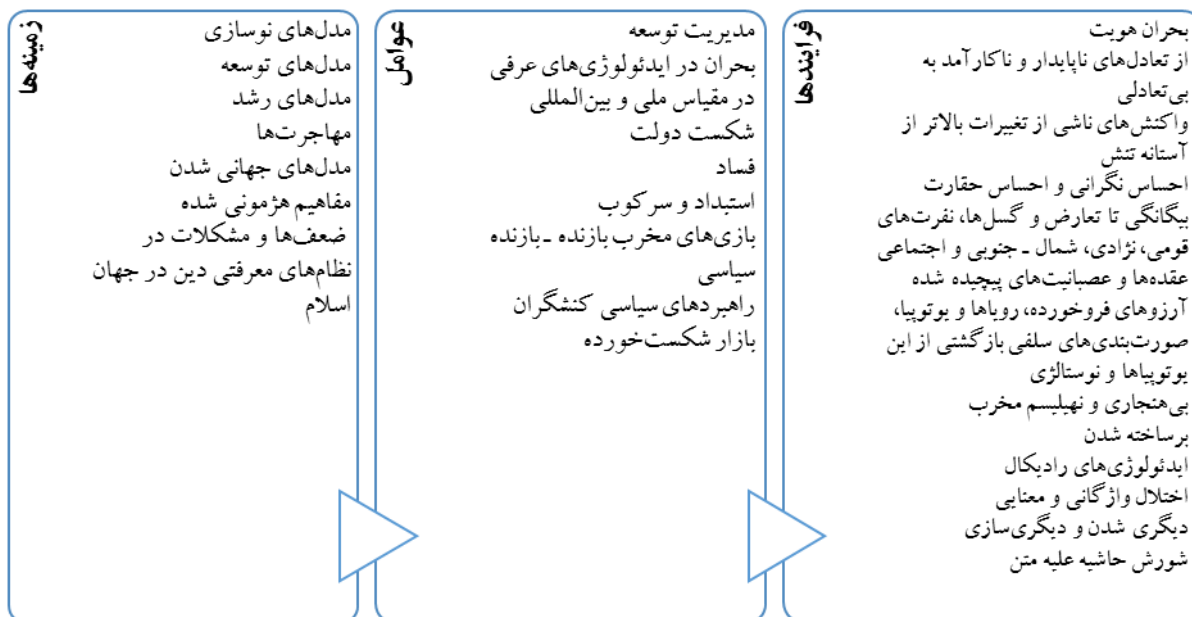 زمینه‌ها
مدل‌های نوسازی
مدل‌های توسعه
مدل‌های رشد
مهاجرت‌ها
مدل‌های جهانی شدن
مفاهیم هژمونی شده
ضعف‌ها و مشکلات در
نظام‌های معرفتی دین در جهان
اسلام
عوامل
مدیریت توسعه
بحران در ایدئولوژی‌های عرفی
در مقیاس ملی و بین‌المللی
شکست دولت
فساد
استبداد و سرکوب
بازی‌های مخرب بازنده ـ بازنده
سیاسی
راهبردهای سیاسی کنشگران
بازار شکست‌خورده
فرایندها
بحران هویت
از تعادل‌های ناپایدار و ناکارآمد به
بی‌تعادلی
واکنش‌های ناشی از تغییرات بالاتر از
آستانه تنش
احساس نگرانی و احساس حقارت
بیگانگی تا تعارض و گسل‌ها، نفرت‌های
قومی، نژادی، شمال ـ جنوبی و اجتماعی
عقده‌ها و عصبانیت‌های پیچیده شده
آرزوهای فروخورده، رویاها و یوتوپیا،
صورت‌بندی‌های سلفی بازگشتی از این
یوتوپیاها و نوستالژی
بی‌هنجاری و نهیلیسم مخرب
برساخته شدن
ایدئولوژی‌های رادیکال
اختلال واژگانی و معنایی
دیگری شدن و دیگری‌سازی
شورش حاشیه علیه متن